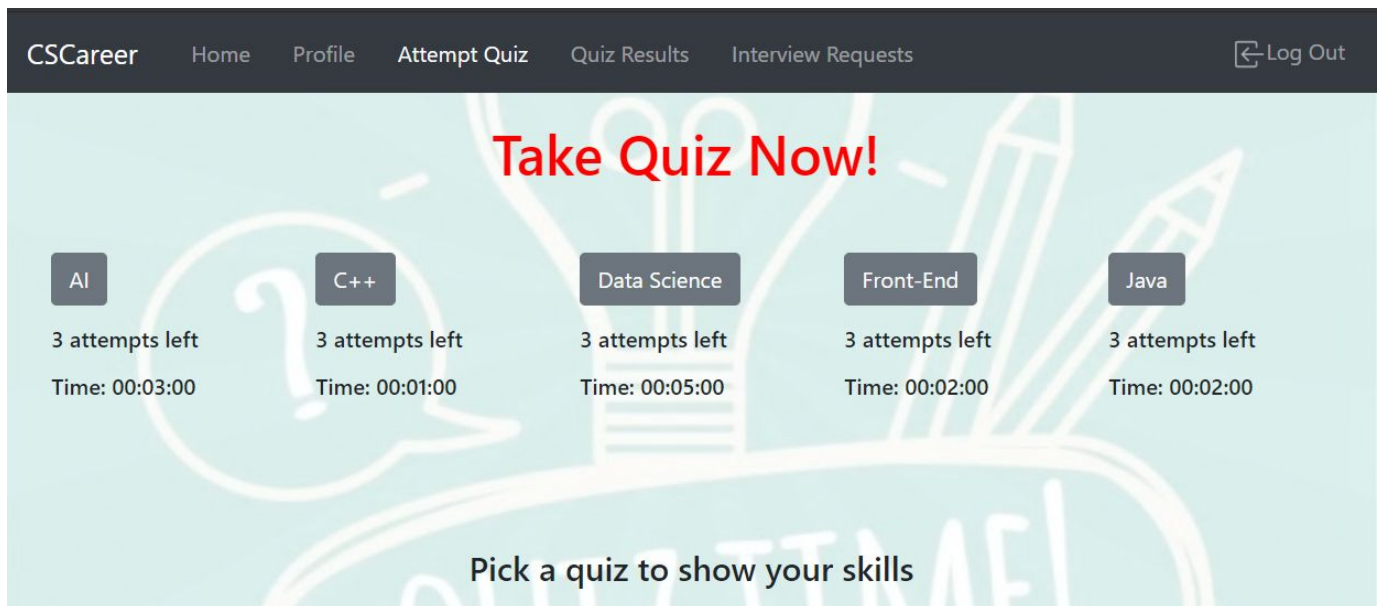 CSCareer Home Profile Attempt Quiz Quiz Results Interview Requests Log Out
Take Quiz Now!
AI C++ Data Science Front-End Java
3 attempts left 3 attempts left 3 attempts left 3 attempts left 3 attempts left
Time: 00:03:00 Time: 00:01:00 Time: 00:05:00 Time: 00:02:00 Time: 00:02:00
?
QUIZ TIME!
Pick a quiz to show your skills